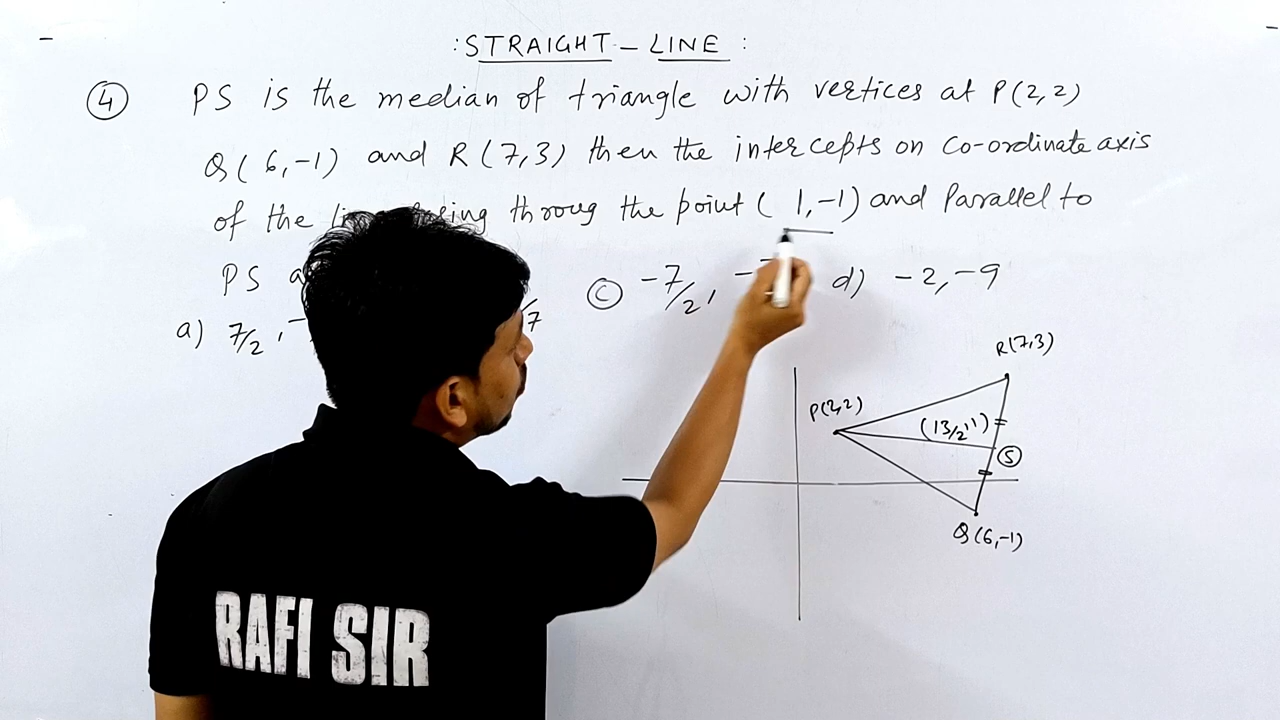 : STRAIGHT - LINE :
④ PS is the median of triangle with vertices at P(2,2)
Q(6,-1) and R(7,3) then the intercepts on co-ordinate axis
of the throug the point (1,-1) and Parallel to
PS
a) 7/2, - /7 ⓒ -7/2, - d) -2, -9
R(7,3)
P(2,2)
(13/2,1)
Ⓢ
Q(6,-1)
RAFI SIR